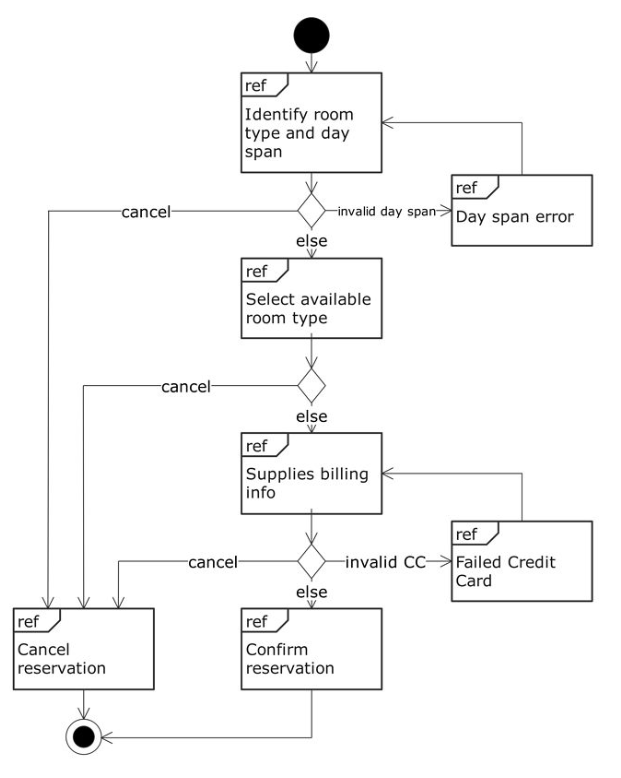 ref
Identify room
type and day
span
ref
Day span error
cancel
invalid day span
else
ref
Select available
room type
cancel
else
ref
Supplies billing
info
ref
Failed Credit
Card
cancel
invalid CC
else
ref
Cancel
reservation
ref
Confirm
reservation